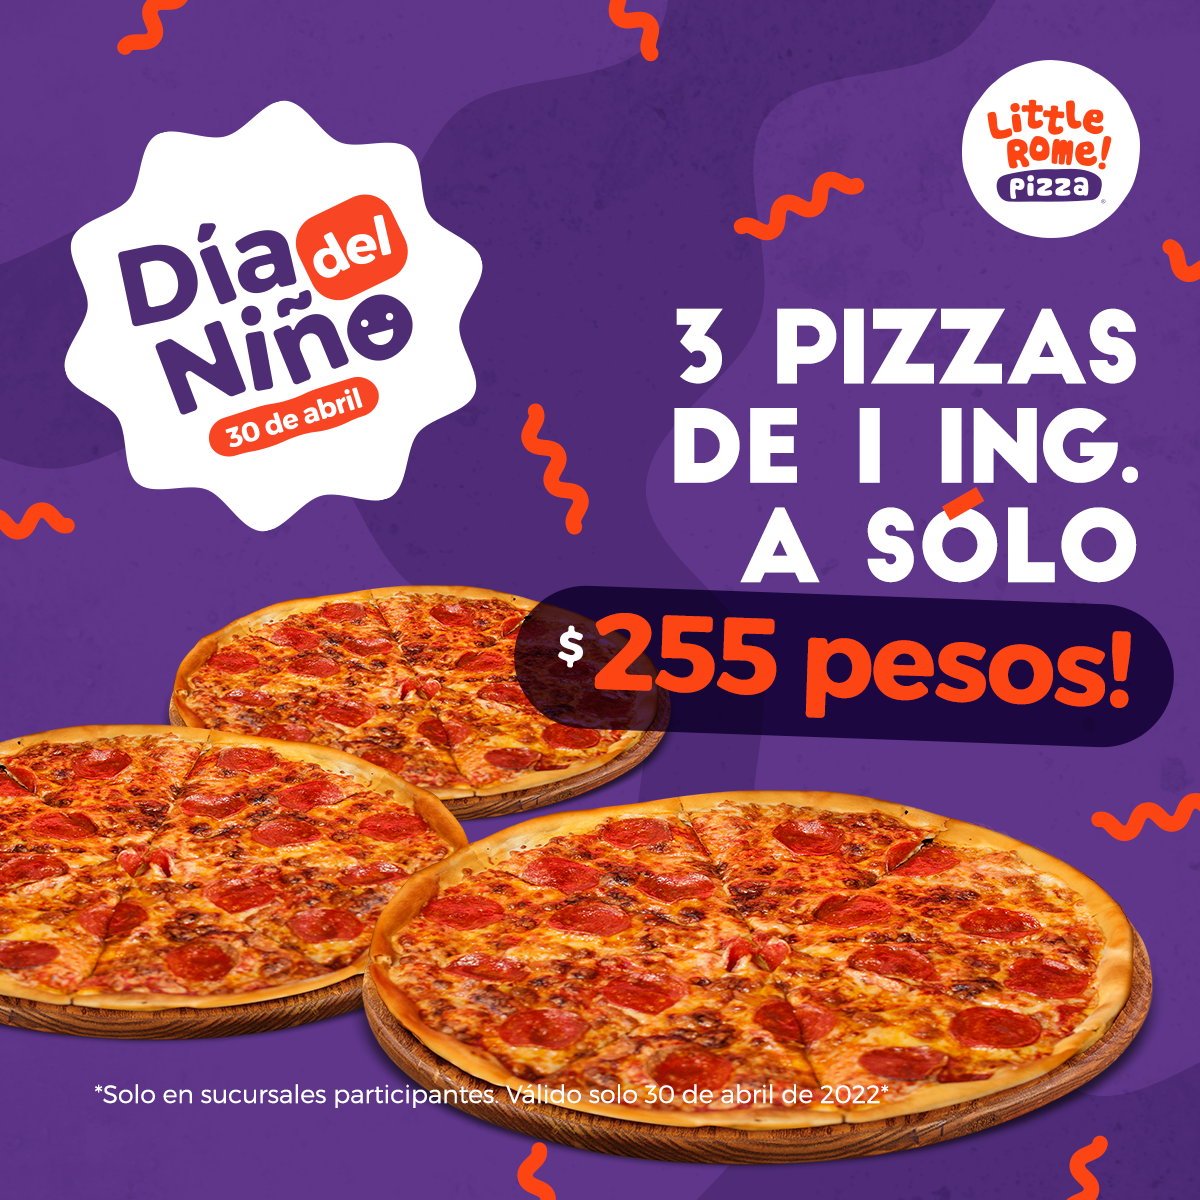 Little
Rome!
pizza
Día del
Niño
30 de abril
3 PIZZAS
DE 1 ING.
A SÓLO
$255 pesos!
*Solo en sucursales participantes. Válido solo 30 de abril de 2022*